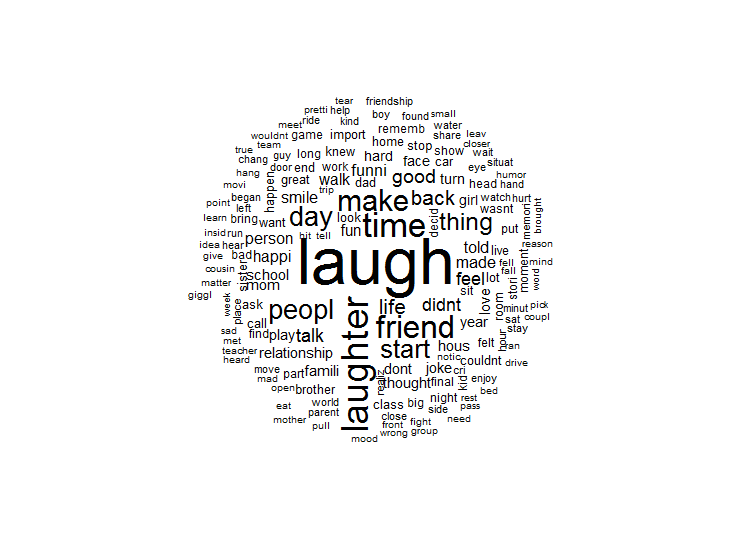 tear friendship
pretti help boy found small
meet ride kind rememb water leav
wouldnt game import home share closer
team stop
true guy long knew hard show wait
chang door end work face car eye situat
hang happen great walk funni good turn head hand humor
movi trip dad
began smile make back girl watch hurt
point left day look time decid thing wasnt memori brought
learn bring want fun put
insid run person hit tell told live reason
idea hear
give bad happi laugh made fell mind
cousin sister school feel lot fall moment
matter mom sit stori word
giggl week place ask peopl life didnt love room minut pick
call friend year sat coupl
sad find play talk laughter start hous felt hour stay
met
teacher relationship notic couldnt ran
heard dont joke cri drive
move part famili thought final kid enjoy
mad realiz
open brother night bed
eat world class big side rest
parent close pass
mother pull front fight need
mood wrong group